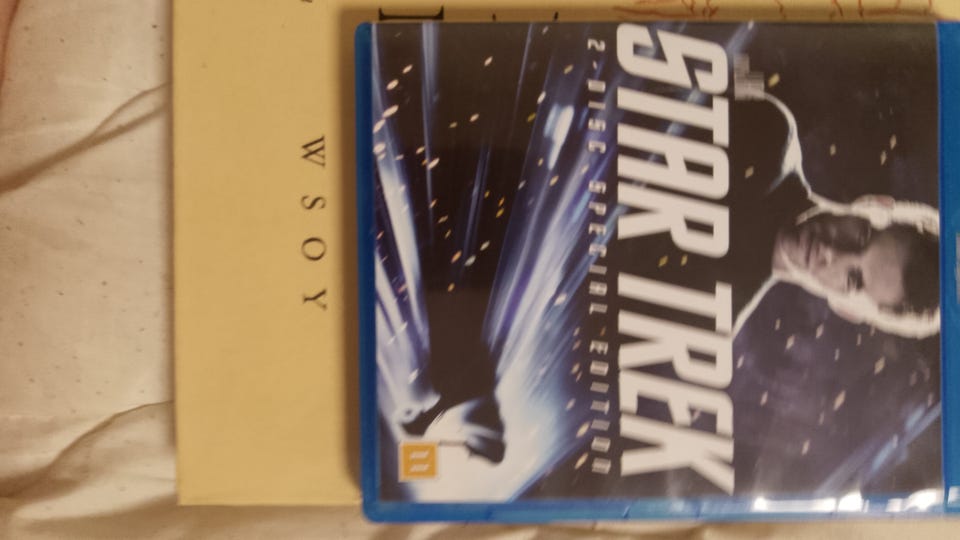 STAR TREK
2-DISC SPECIAL EDITION
11
WSOY